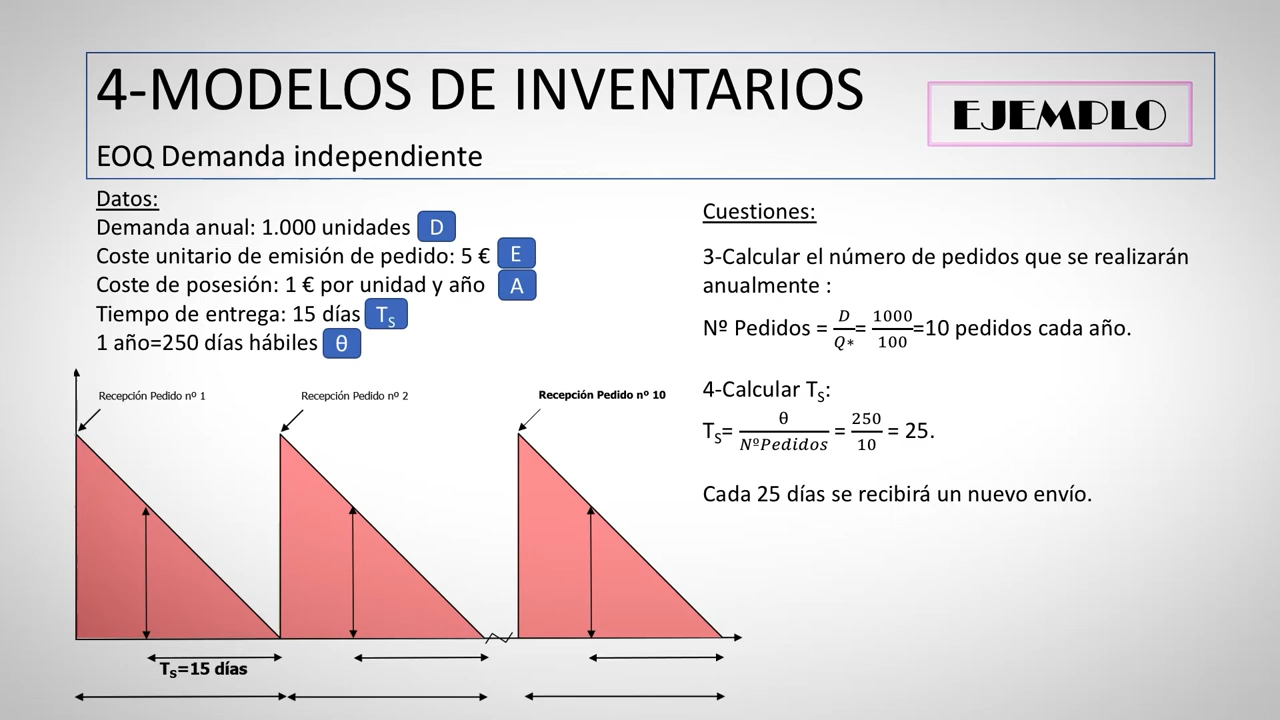 4-MODELOS DE INVENTARIOS
EJEMPLO
EOQ Demanda independiente
Datos:
Demanda anual: 1.000 unidades D
Coste unitario de emisión de pedido: 5 € E
Coste de posesión: 1 € por unidad y año A
Tiempo de entrega: 15 días TS
1 año=250 días hábiles θ
Recepción Pedido nº 1
Recepción Pedido nº 2
Recepción Pedido nº 10
TS=15 días
Cuestiones:
3-Calcular el número de pedidos que se realizarán
anualmente :
Nº Pedidos = D/Q* = 1000/100 =10 pedidos cada año.
4-Calcular TS:
TS= θ/NºPedidos = 250/10 = 25.
Cada 25 días se recibirá un nuevo envío.